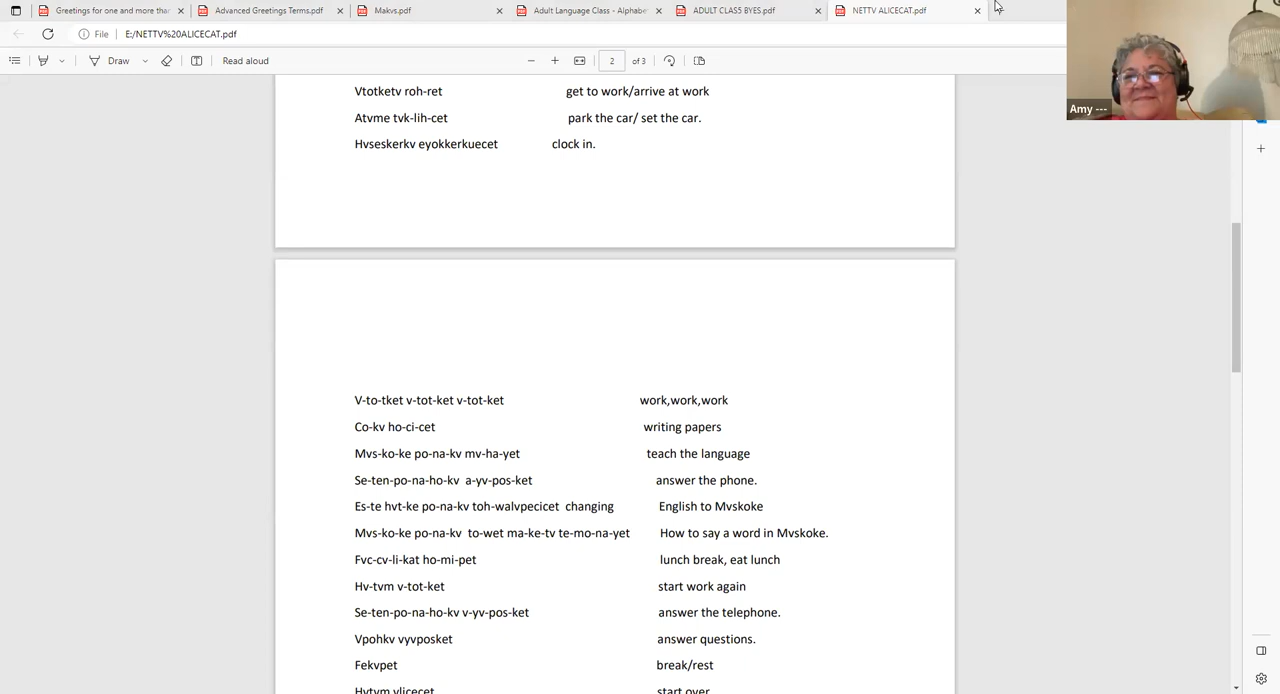 Greetings for one and more than
Advanced Greetings Terms.pdf
Makvs.pdf
Adult Language Class - Alphabe
ADULT CLAS5 BYES.pdf
NETTV ALICECAT.pdf
File E:/NETTV%20ALICECAT.pdf
Draw Read aloud 2 of 3
Amy ---
Vtotketv roh-ret get to work/arrive at work
Atvme tvk-lih-cet park the car/ set the car.
Hvseskerkv eyokkerkuecet clock in.
V-to-tket v-tot-ket v-tot-ket work,work,work
Co-kv ho-ci-cet writing papers
Mvs-ko-ke po-na-kv mv-ha-yet teach the language
Se-ten-po-na-ho-kv a-yv-pos-ket answer the phone.
Es-te hvt-ke po-na-kv toh-walvpecicet changing English to Mvskoke
Mvs-ko-ke po-na-kv to-wet ma-ke-tv te-mo-na-yet How to say a word in Mvskoke.
Fvc-cv-li-kat ho-mi-pet lunch break, eat lunch
Hv-tvm v-tot-ket start work again
Se-ten-po-na-ho-kv v-yv-pos-ket answer the telephone.
Vpohkv vyvposket answer questions.
Fekvpet break/rest
Hvtvm vlicecet start over